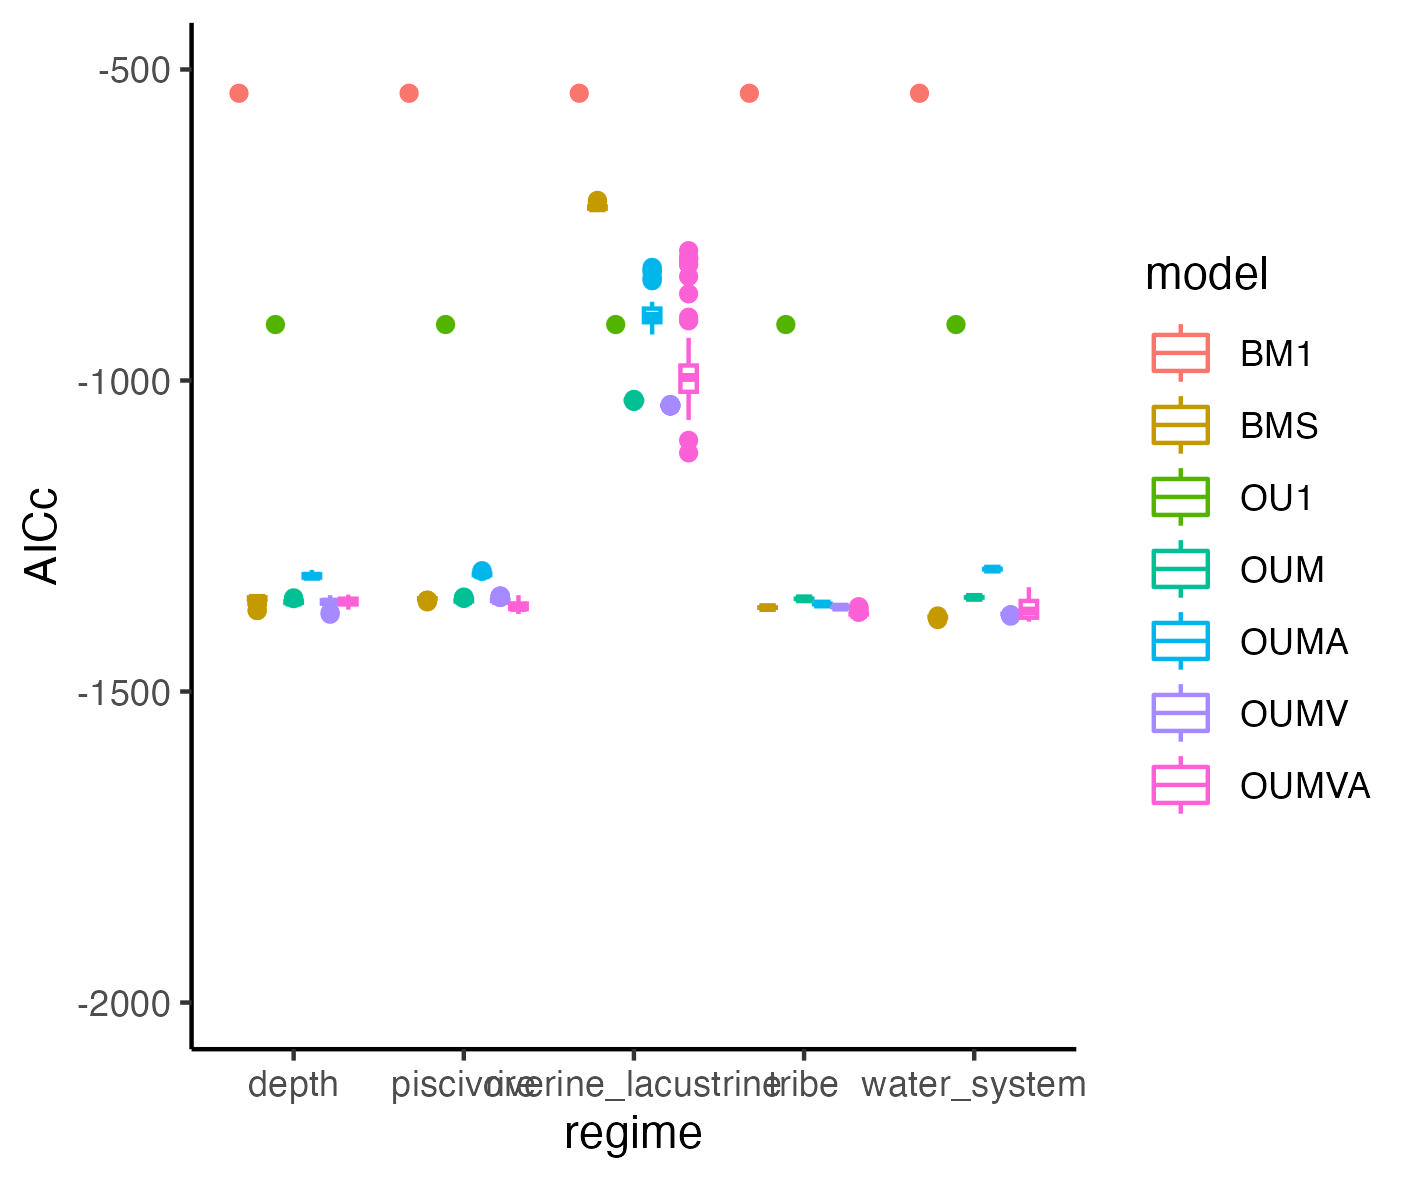 -500
-1000
-1500
-2000
AICc
depth piscivore riverine_lacustrine tribe water_system
regime
model
BM1
BMS
OU1
OUM
OUMA
OUMV
OUMVA